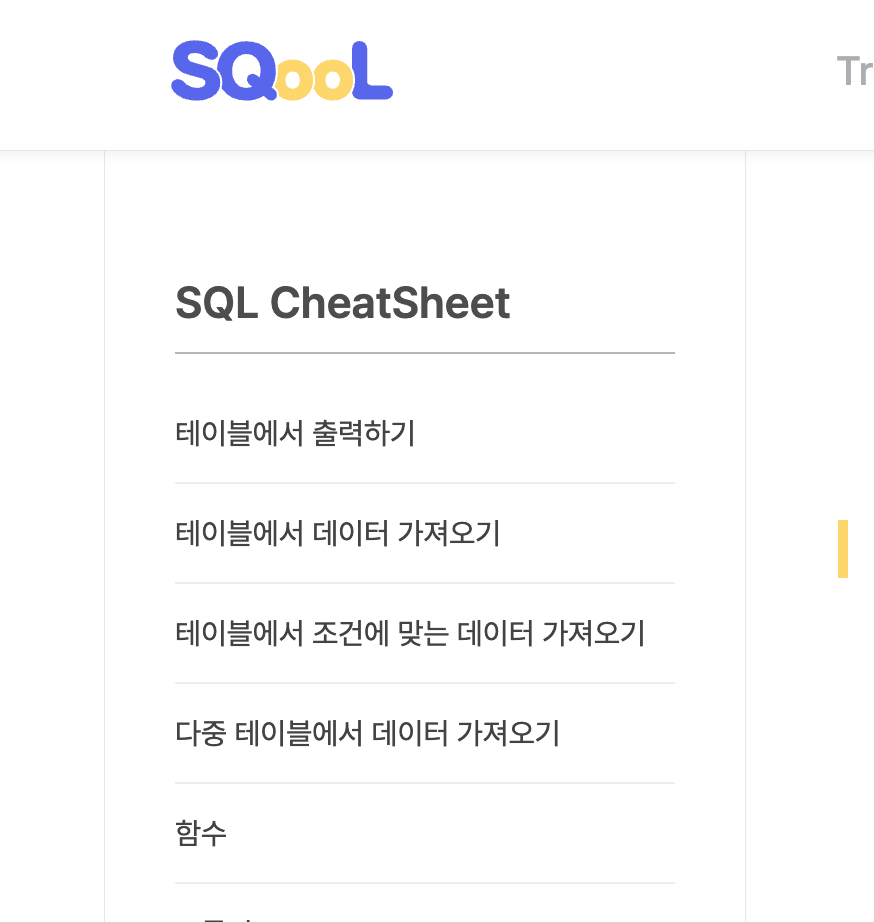 SQooL
Tr
SQL CheatSheet
테이블에서 출력하기
테이블에서 데이터 가져오기
테이블에서 조건에 맞는 데이터 가져오기
다중 테이블에서 데이터 가져오기
함수